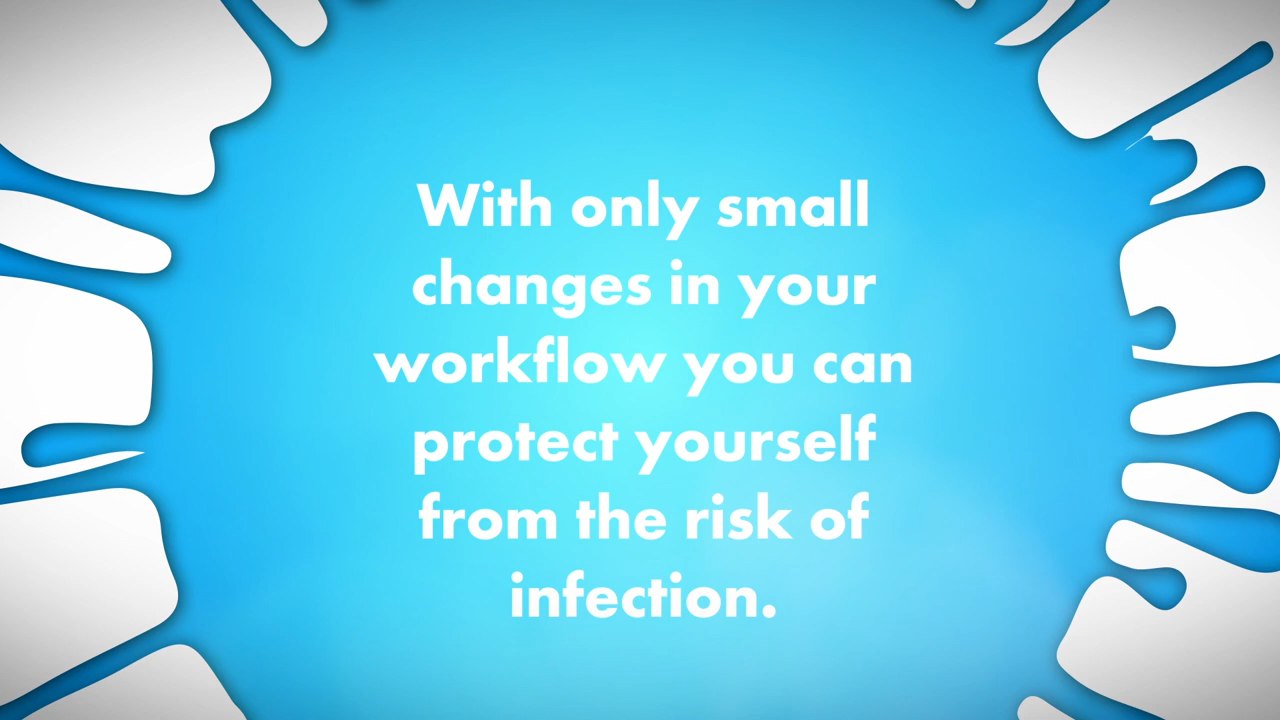 With only small
changes in your
workflow you can
protect yourself
from the risk of
infection.